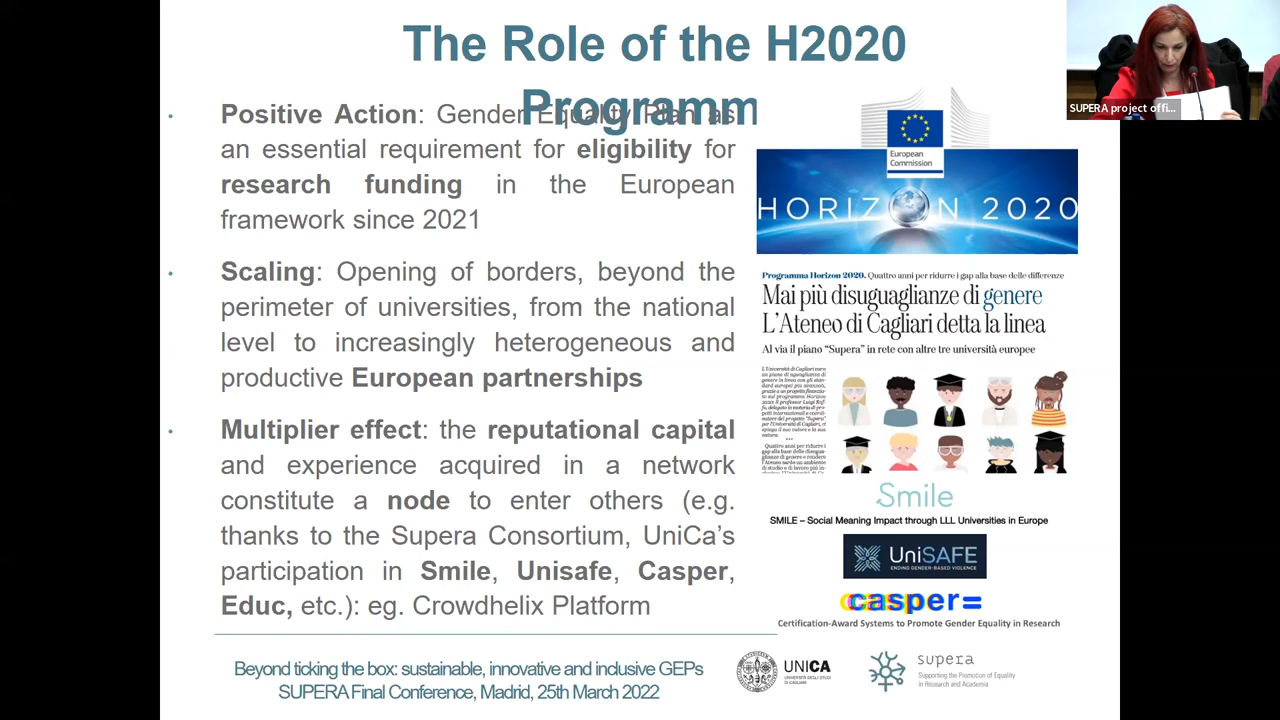 The Role of the H2020
Programm
SUPERA project offi...
Positive Action: Gender Equality Plan as
an essential requirement for eligibility for
research funding in the European
framework since 2021
Scaling: Opening of borders, beyond the
perimeter of universities, from the national
level to increasingly heterogeneous and
productive European partnerships
Multiplier effect: the reputational capital
and experience acquired in a network
constitute a node to enter others (e.g.
thanks to the Supera Consortium, UniCa's
participation in Smile, Unisafe, Casper,
Educ, etc.): eg. Crowdhelix Platform
European
Commission
HORIZON 2020
Programma Horizon 2020. Quattro anni per ridurre i gap alla base delle differenze
Mai più disuguaglianze di genere
L'Ateneo di Cagliari detta la linea
Al via il piano "Supera" in rete con altre tre università europee
Smile
SMILE – Social Meaning Impact through LLL Universities in Europe
UniSAFE
ENDING GENDER-BASED VIOLENCE
casper=
Certification-Award Systems to Promote Gender Equality in Research
Beyond ticking the box: sustainable, innovative and inclusive GEPs
SUPERA Final Conference, Madrid, 25th March 2022
UNICA
UNIVERSITÀ DEGLI STUDI
DI CAGLIARI
supera
Supporting the Promotion of Equality
in Research and Academia